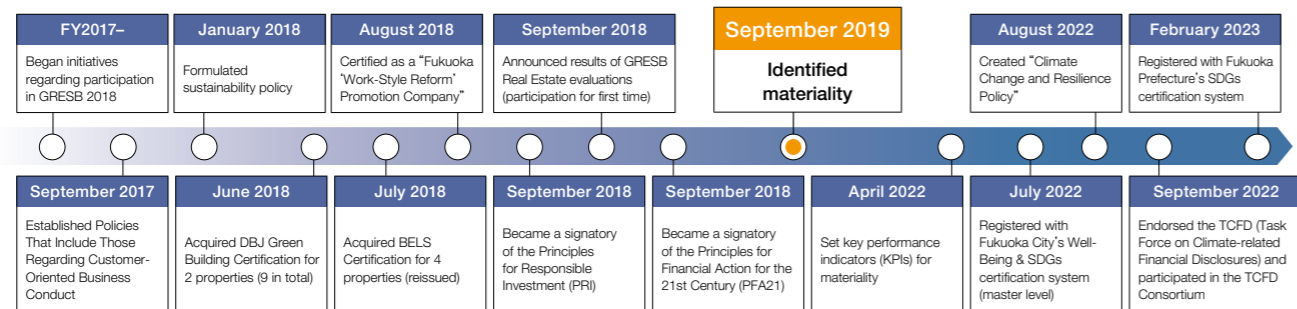 FY2017–
Began initiatives
regarding participation
in GRESB 2018
January 2018
Formulated
sustainability policy
August 2018
Certified as a “Fukuoka
‘Work-Style Reform’
Promotion Company”
September 2018
Announced results of GRESB
Real Estate evaluations
(participation for first time)
September 2019
Identified
materiality
August 2022
Created “Climate
Change and Resilience
Policy”
February 2023
Registered with Fukuoka
Prefecture’s SDGs
certification system
September 2017
Established Policies
That Include Those
Regarding Customer-
Oriented Business
Conduct
June 2018
Acquired DBJ Green
Building Certification for
2 properties (9 in total)
July 2018
Acquired BELS
Certification for 4
properties (reissued)
September 2018
Became a signatory
of the Principles
for Responsible
Investment (PRI)
September 2018
Became a signatory
of the Principles for
Financial Action for the
21st Century (PFA21)
April 2022
Set key performance
indicators (KPIs) for
materiality
July 2022
Registered with
Fukuoka City’s Well-
Being & SDGs
certification system
(master level)
September 2022
Endorsed the TCFD (Task
Force on Climate-related
Financial Disclosures) and
participated in the TCFD
Consortium